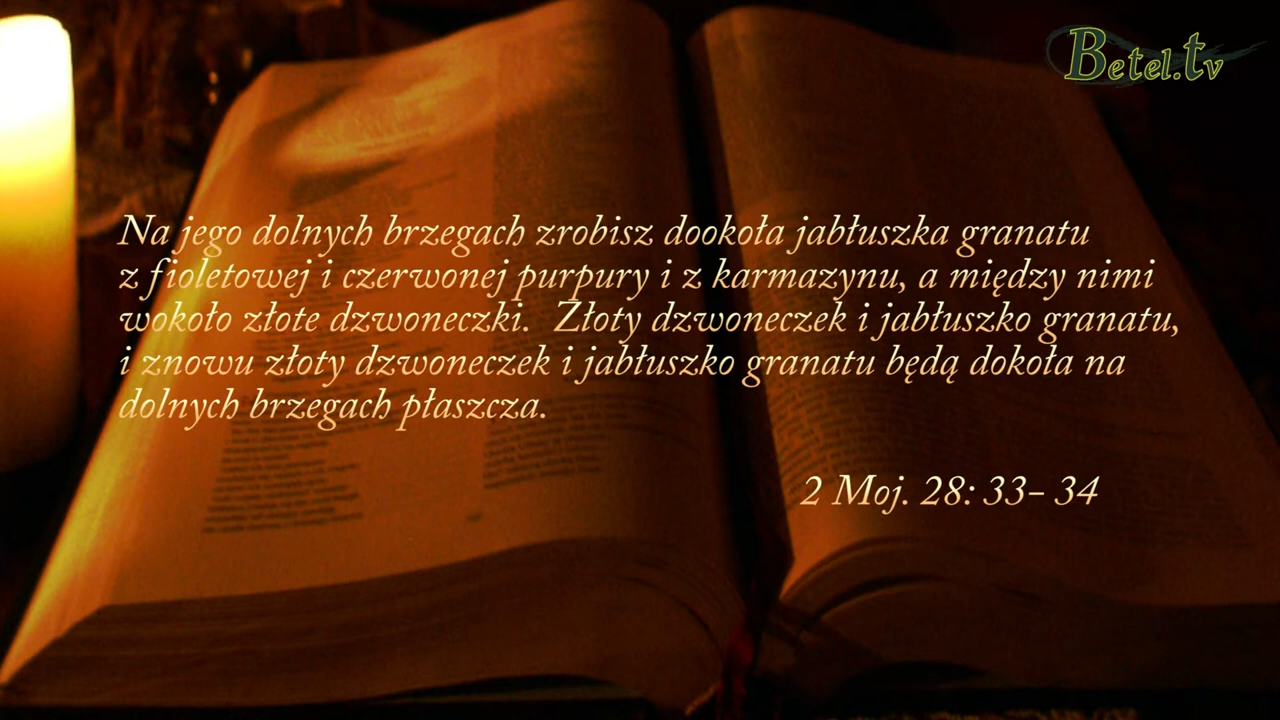 Betel.tv
Na jego dolnych brzegach zrobisz dookoła jabłuszka granatu
z fioletowej i czerwonej purpury i z karmazynu, a między nimi
wokoło złote dzwoneczki. Złoty dzwoneczek i jabłuszko granatu,
i znowu złoty dzwoneczek i jabłuszko granatu będą dokoła na
dolnych brzegach płaszcza.
2 Moj. 28: 33- 34